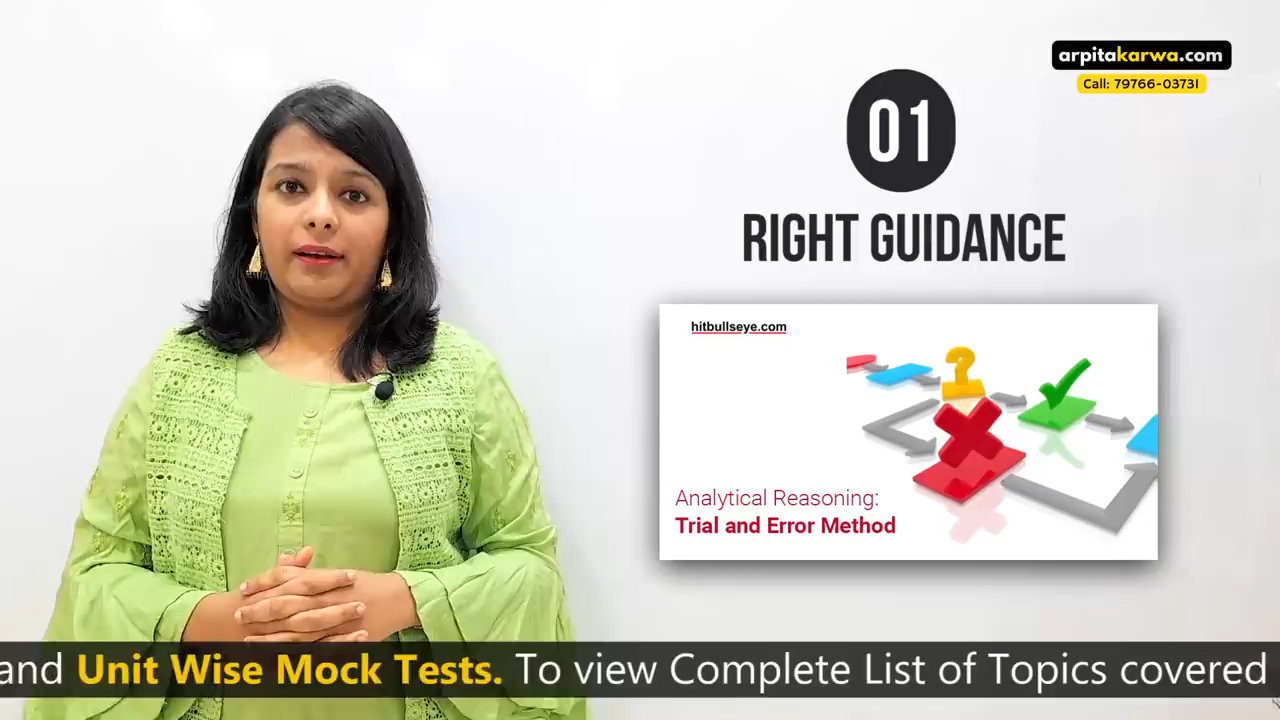 arpitakarwa.com
Call: 79766-03731
01
RIGHT GUIDANCE
hitbullseye.com
?
Analytical Reasoning:
Trial and Error Method
and Unit Wise Mock Tests. To view Complete List of Topics covered